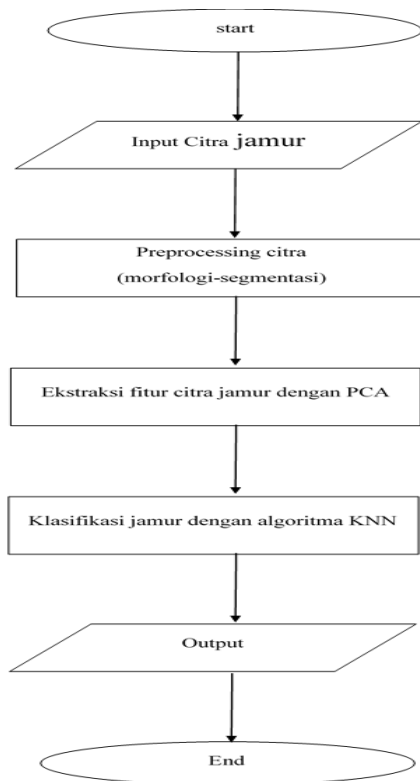 start
Input Citra jamur
Preprocessing citra
(morfologi-segmentasi)
Ekstraksi fitur citra jamur dengan PCA
Klasifikasi jamur dengan algoritma KNN
Output
End